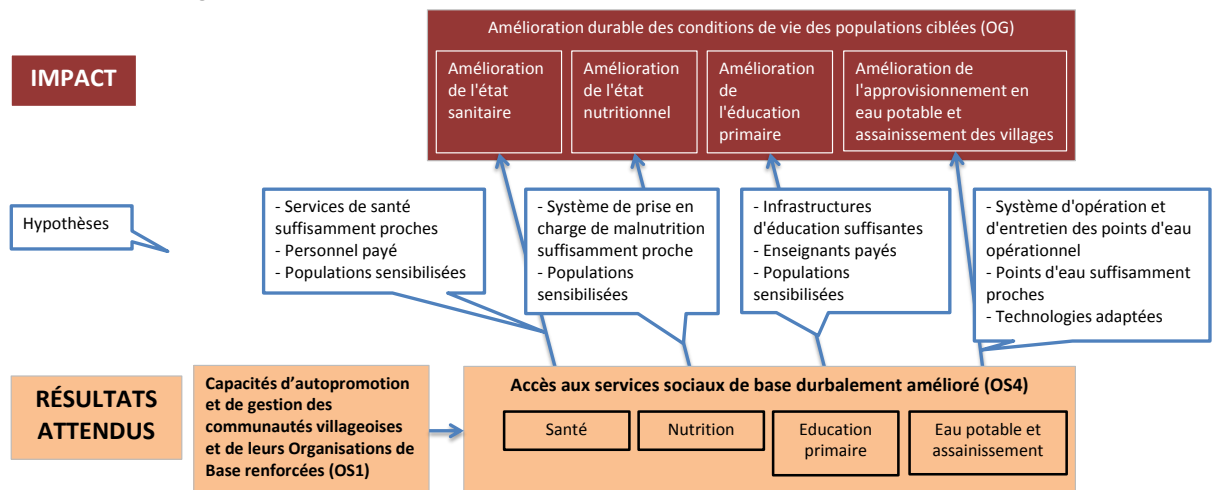 Amélioration durable des conditions de vie des populations ciblées (OG)
IMPACT
Amélioration
de l'état
sanitaire
Amélioration
de l'état
nutritionnel
Amélioration
de
l'éducation
primaire
Amélioration de
l'approvisionnement en
eau potable et
assainissement des villages
Hypothèses
- Services de santé
suffisamment proches
- Personnel payé
- Populations sensibilisées
- Système de prise en
charge de malnutrition
suffisamment proche
- Populations
sensibilisées
- Infrastructures
d'éducation suffisantes
- Enseignants payés
- Populations
sensibilisées
- Système d'opération et
d'entretien des points d'eau
opérationnel
- Points d'eau suffisamment
proches
- Technologies adaptées
RÉSULTATS
ATTENDUS
Capacités d'autopromotion
et de gestion des
communautés villageoises
et de leurs Organisations de
Base renforcées (OS1)
Accès aux services sociaux de base durbalement amélioré (OS4)
Santé
Nutrition
Education
primaire
Eau potable et
assainissement